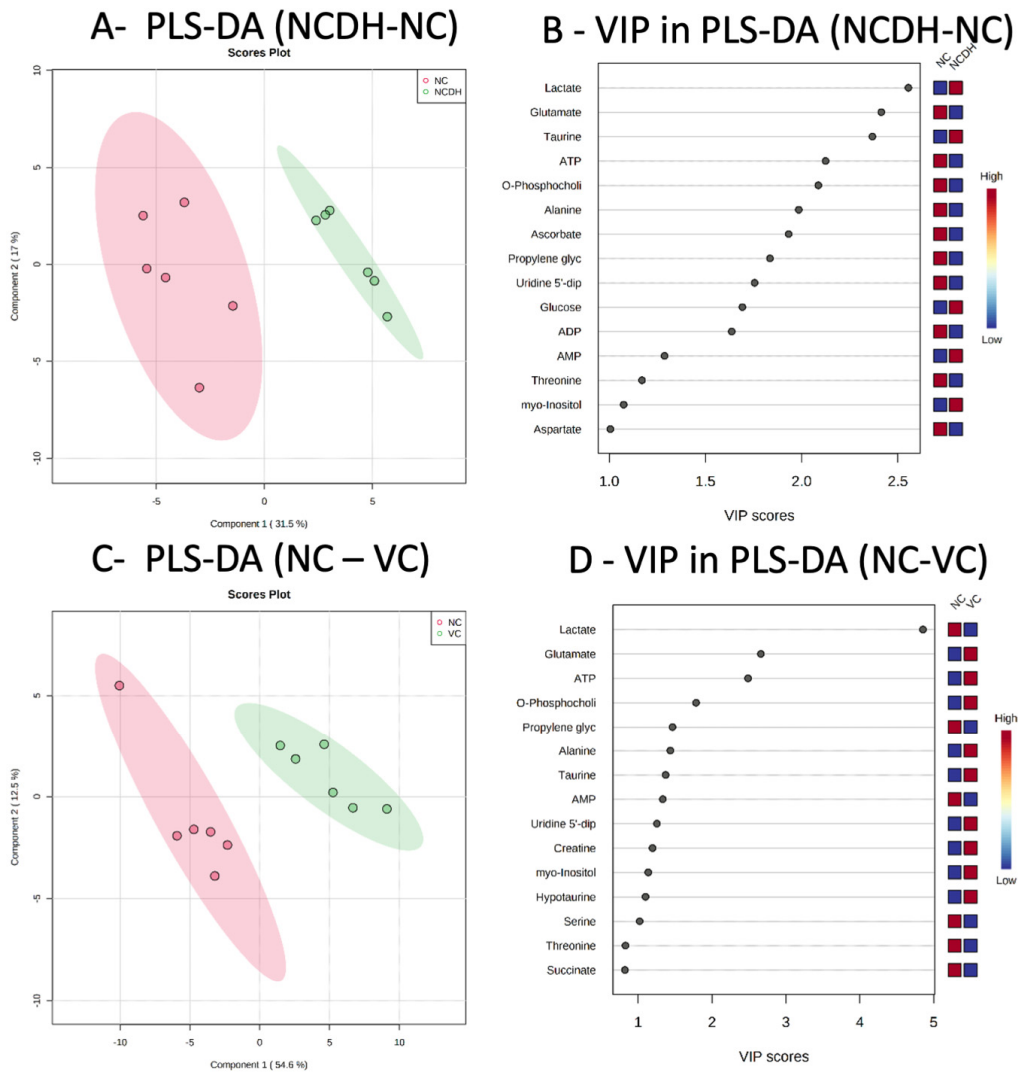 A- PLS-DA (NCDH-NC)
Scores Plot
NC
NCDH
10
5
0
-5
-10
Component 2 ( 17 %)
-5
0
5
Component 1 ( 31.5 %)
B - VIP in PLS-DA (NCDH-NC)
NC
NCDH
Lactate
Glutamate
Taurine
ATP
O-Phosphocholi
Alanine
Ascorbate
Propylene glyc
Uridine 5'-dip
Glucose
ADP
AMP
Threonine
myo-Inositol
Aspartate
High
Low
1.0
1.5
2.0
2.5
VIP scores
C- PLS-DA (NC – VC)
Scores Plot
NC
VC
5
0
-5
-10
Component 2 ( 12.5 %)
-10
-5
0
5
10
Component 1 ( 54.6 %)
D - VIP in PLS-DA (NC-VC)
NC
VC
Lactate
Glutamate
ATP
O-Phosphocholi
Propylene glyc
Alanine
Taurine
AMP
Uridine 5'-dip
Creatine
myo-Inositol
Hypotaurine
Serine
Threonine
Succinate
High
Low
1
2
3
4
5
VIP scores